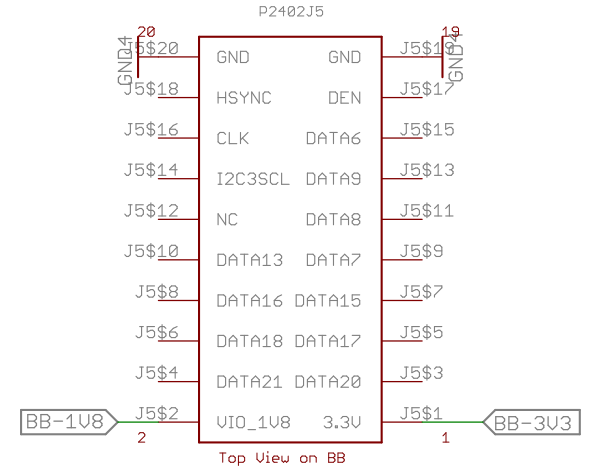 P2402J5
20 19
GND4 J5$20 GND GND J5$19 GND4
J5$18 HSYNC DEN J5$17
J5$16 CLK DATA6 J5$15
J5$14 I2C3SCL DATA9 J5$13
J5$12 NC DATA8 J5$11
J5$10 DATA13 DATA7 J5$9
J5$8 DATA16 DATA15 J5$7
J5$6 DATA18 DATA17 J5$5
J5$4 DATA21 DATA20 J5$3
BB-1V8 J5$2 VIO_1V8 3.3V J5$1 BB-3V3
2 1
Top View on BB